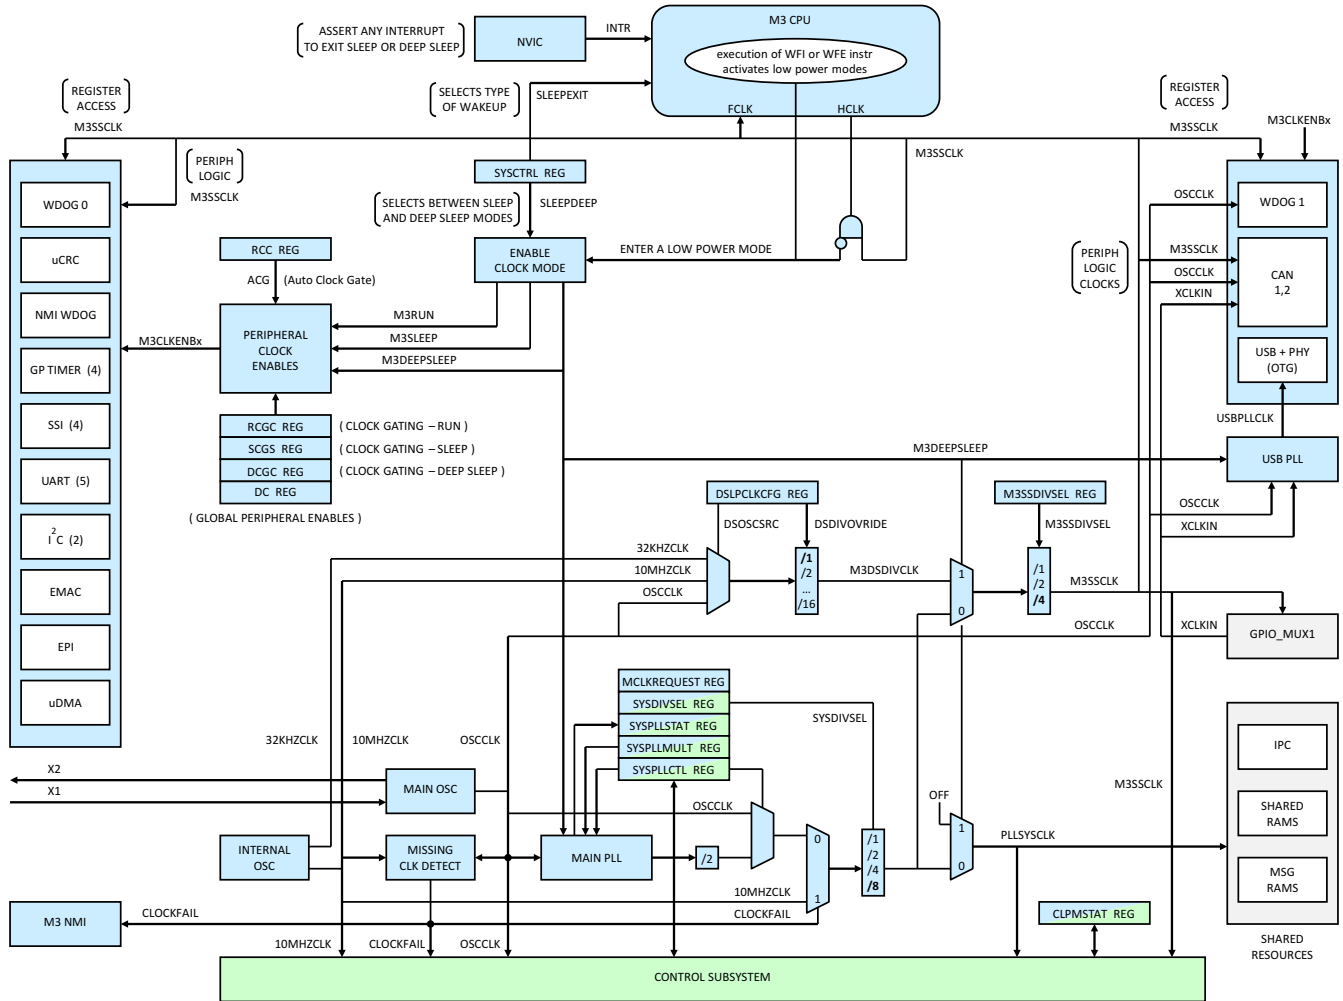 M3 CPU
ASSERT ANY INTERRUPT
TO EXIT SLEEP OR DEEP SLEEP
NVIC
INTR
execution of WFI or WFE instr
activates low power modes
REGISTER
ACCESS
SELECTS TYPE
OF WAKEUP
SLEEPEXIT
FCLK
HCLK
REGISTER
ACCESS
M3SSCLK
M3SSCLK
M3CLKENBx
PERIPH
LOGIC
M3SSCLK
SYSCTRL REG
M3SSCLK
WDOG 0
SELECTS BETWEEN SLEEP
AND DEEP SLEEP MODES
SLEEPDEEP
OSCCLK
WDOG 1
RCC REG
ENABLE
CLOCK MODE
ENTER A LOW POWER MODE
uCRC
ACG
(Auto Clock Gate)
PERIPH
LOGIC
CLOCKS
M3SSCLK
OSCCLK
XCLKIN
CAN
1,2
NMI WDOG
M3CLKENBx
PERIPHERAL
CLOCK
ENABLES
M3RUN
M3SLEEP
M3DEEPSLEEP
USB + PHY
(OTG)
GP TIMER (4)
SSI (4)
RCGC REG
( CLOCK GATING – RUN )
SCGS REG
( CLOCK GATING – SLEEP )
DCGC REG
( CLOCK GATING – DEEP SLEEP )
DC REG
( GLOBAL PERIPHERAL ENABLES )
USBPLLCLK
M3DEEPSLEEP
USB PLL
UART (5)
DSLPCLKCFG REG
M3SSDIVSEL REG
OSCCLK
XCLKIN
I2C (2)
DSOSCSRC
DSDIVOVRIDE
M3SSDIVSEL
32KHZCLK
10MHZCLK
OSCCLK
/1
/2
...
/16
M3DSDIVCLK
1
0
/1
/2
/4
M3SSCLK
EMAC
EPI
OSCCLK
XCLKIN
GPIO_MUX1
uDMA
MCLKREQUEST REG
SYSDIVSEL REG
SYSPLLSTAT REG
SYSPLLMULT REG
SYSPLLCTL REG
SYSDIVSEL
32KHZCLK
10MHZCLK
OSCCLK
IPC
X2
X1
MAIN OSC
M3SSCLK
OSCCLK
OFF
SHARED
RAMS
INTERNAL
OSC
MISSING
CLK DETECT
MAIN PLL
/2
0
1
/1
/2
/4
/8
1
0
PLLSYSCLK
MSG
RAMS
10MHZCLK
M3 NMI
CLOCKFAIL
CLOCKFAIL
CLPMSTAT REG
10MHZCLK
CLOCKFAIL
OSCCLK
SHARED
RESOURCES
CONTROL SUBSYSTEM